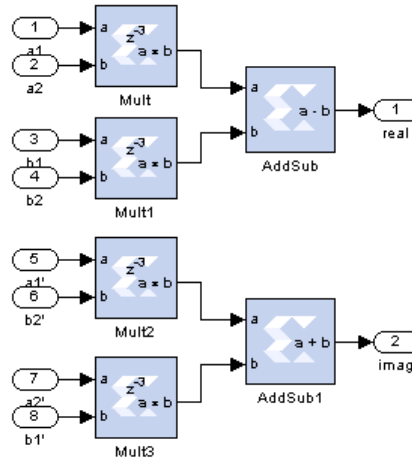 1
a1
2
a2
a
b
z⁻³
a × b
Mult
3
b1
4
b2
a
b
z⁻³
a × b
Mult1
a
b
a - b
AddSub
1
real
5
a1'
6
b2'
a
b
z⁻³
a × b
Mult2
7
a2'
8
b1'
a
b
z⁻³
a × b
Mult3
a
b
a + b
AddSub1
2
imag